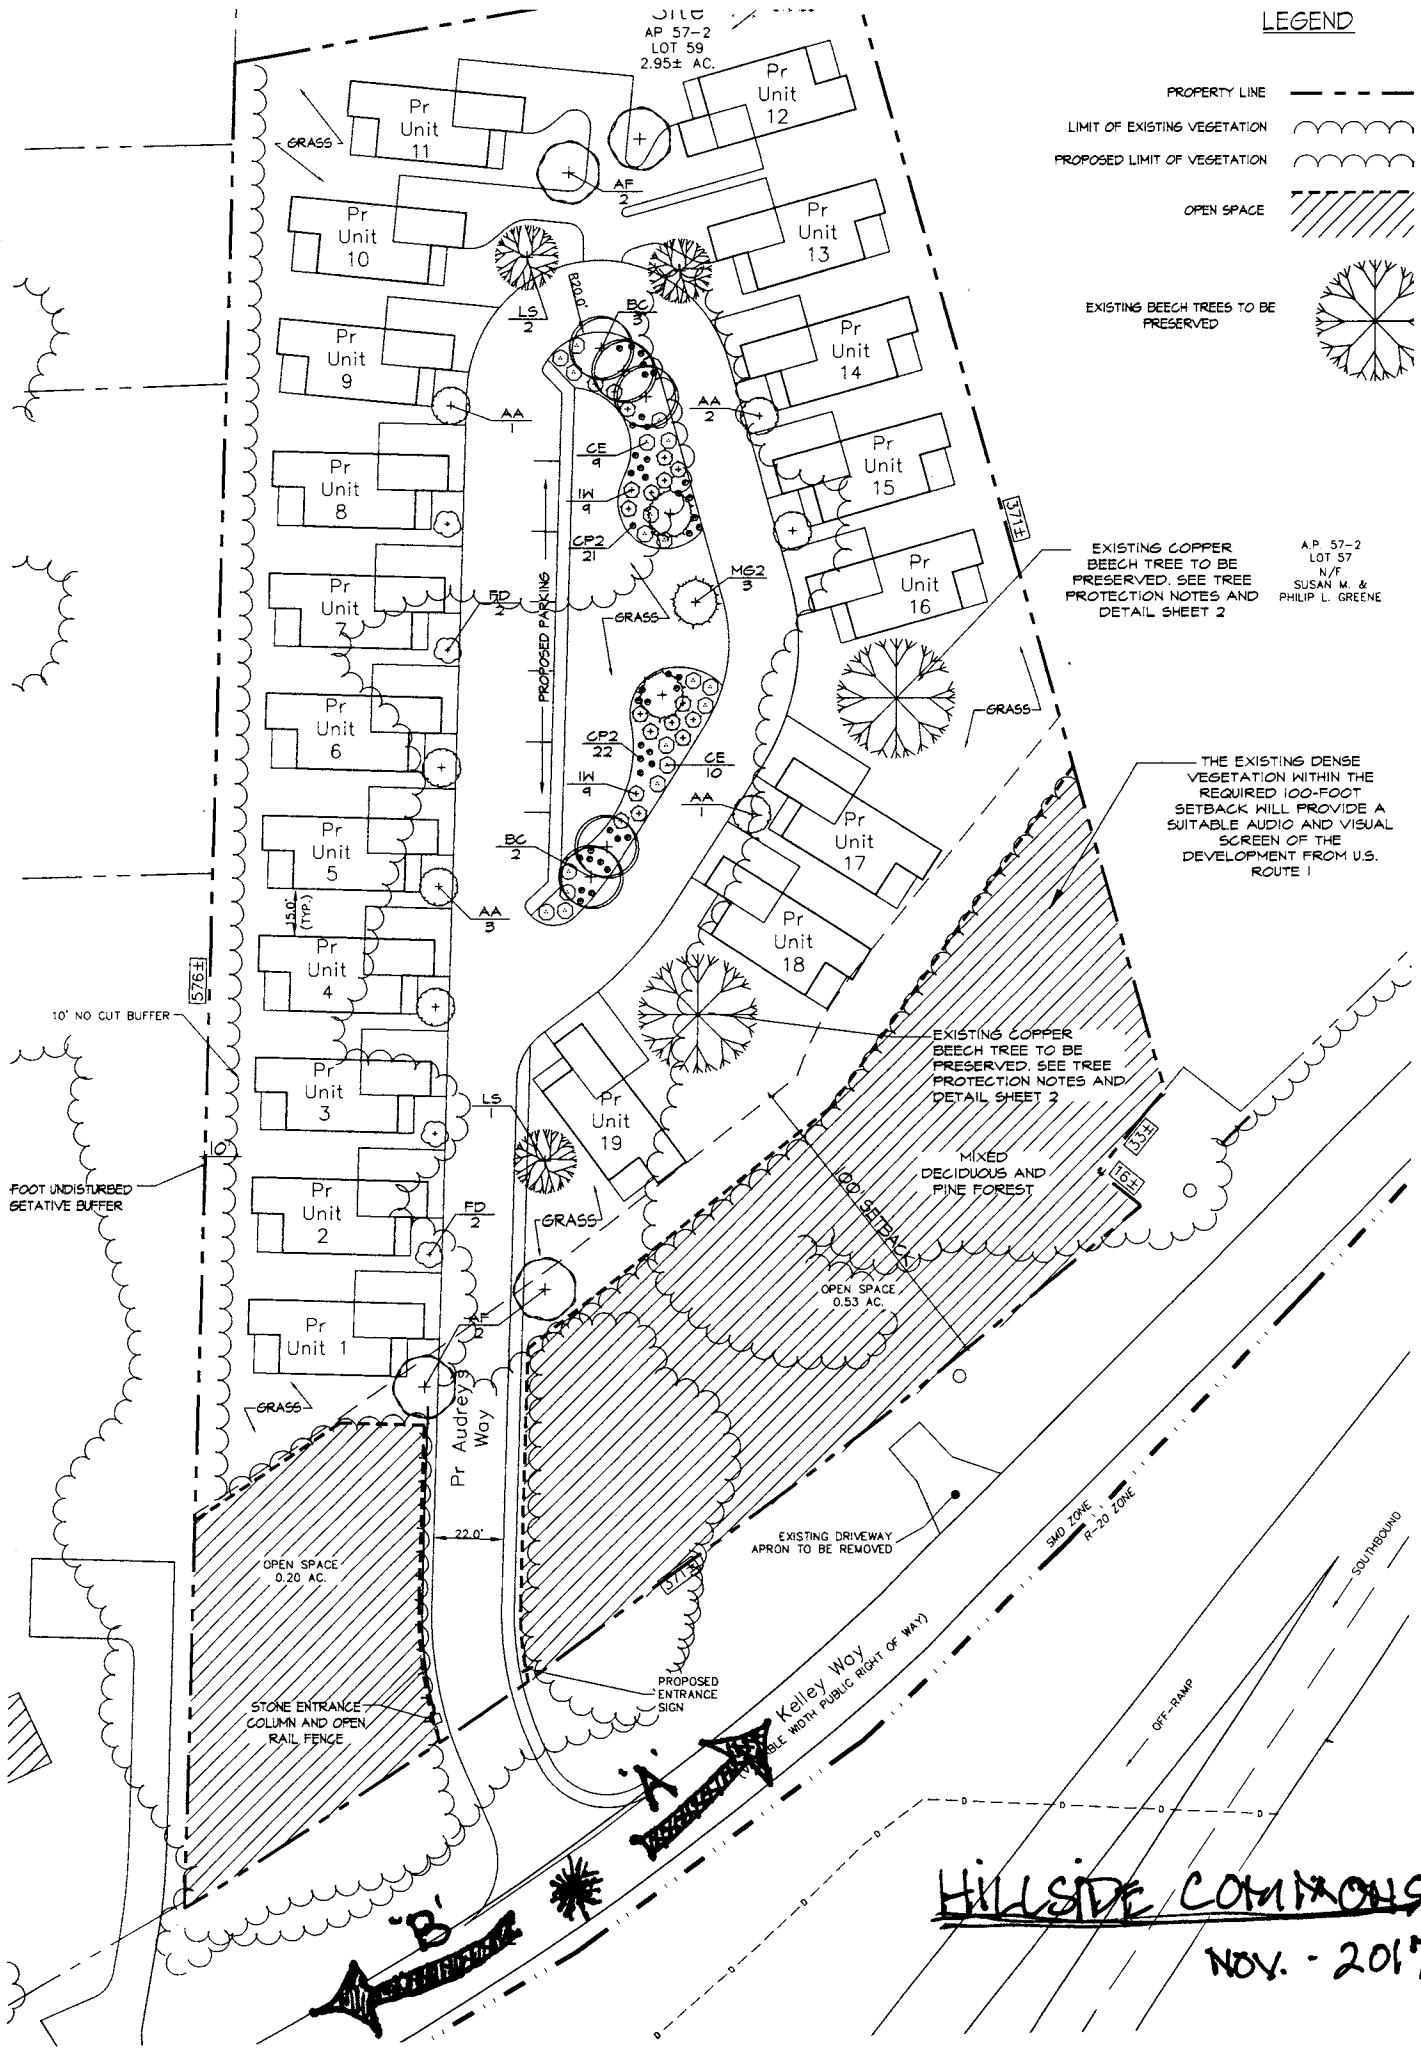 LEGEND
PROPERTY LINE
LIMIT OF EXISTING VEGETATION
PROPOSED LIMIT OF VEGETATION
OPEN SPACE
EXISTING BEECH TREES TO BE
PRESERVED
Site
AP 57-2
LOT 59
2.95± AC.
Pr
Unit
11
Pr
Unit
12
GRASS
AF
2
Pr
Unit
10
Pr
Unit
13
LS
2
R20.0'
BC
3
Pr
Unit
9
Pr
Unit
14
AA
1
AA
2
Pr
Unit
8
CE
9
IW
9
CP2
21
Pr
Unit
15
371±
Pr
Unit
7
FD
2
PROPOSED PARKING
GRASS
MG2
3
Pr
Unit
16
EXISTING COPPER
BEECH TREE TO BE
PRESERVED. SEE TREE
PROTECTION NOTES AND
DETAIL SHEET 2
A.P. 57-2
LOT 57
N/F
SUSAN M. &
PHILIP L. GREENE
GRASS
Pr
Unit
6
CP2
22
IW
9
CE
10
AA
1
THE EXISTING DENSE
VEGETATION WITHIN THE
REQUIRED 100-FOOT
SETBACK WILL PROVIDE A
SUITABLE AUDIO AND VISUAL
SCREEN OF THE
DEVELOPMENT FROM U.S.
ROUTE 1
Pr
Unit
5
BC
2
Pr
Unit
17
15.0'
(TYP.)
AA
3
Pr
Unit
18
Pr
Unit
4
576±
10' NO CUT BUFFER
EXISTING COPPER
BEECH TREE TO BE
PRESERVED. SEE TREE
PROTECTION NOTES AND
DETAIL SHEET 2
Pr
Unit
3
LS
1
Pr
Unit
19
10'
MIXED
DECIDUOUS AND
PINE FOREST
33±
16±
FOOT UNDISTURBED
GETATIVE BUFFER
Pr
Unit
2
FD
2
GRASS
100' SETBACK
OPEN SPACE
0.53 AC.
Pr
Unit 1
AF
2
GRASS
Pr Audreys
Way
22.0'
OPEN SPACE
0.20 AC.
EXISTING DRIVEWAY
APRON TO BE REMOVED
371±
SMD ZONE
R-20 ZONE
SOUTHBOUND
OFF-RAMP
PROPOSED
ENTRANCE
SIGN
STONE ENTRANCE
COLUMN AND OPEN
RAIL FENCE
Kelley Way
BLE WIDTH PUBLIC RIGHT OF WAY)
'A'
'B'
D
D
D
D
D
D
D
HILLSIDE COMMONS
NOV. - 2017